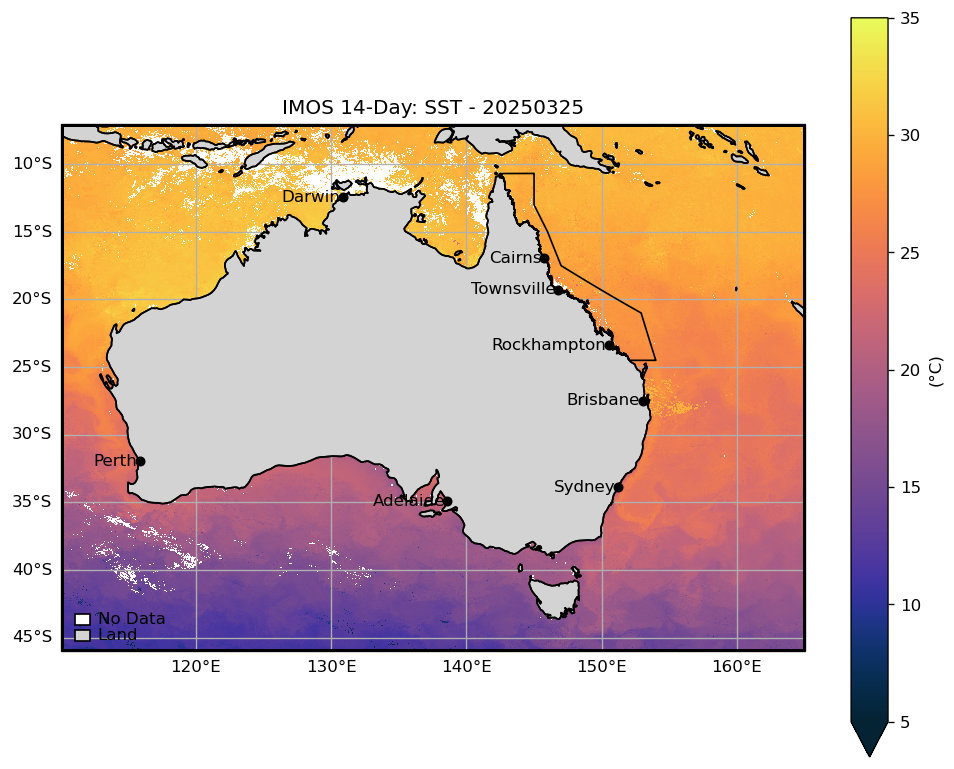 IMOS 14-Day: SST - 20250325
35
30
25
20
15
10
5
(°C)
10°S
15°S
20°S
25°S
30°S
35°S
40°S
45°S
Darwin
Cairns
Townsville
Rockhampton
Brisbane
Perth
Sydney
Adelaide
No Data
Land
120°E
130°E
140°E
150°E
160°E